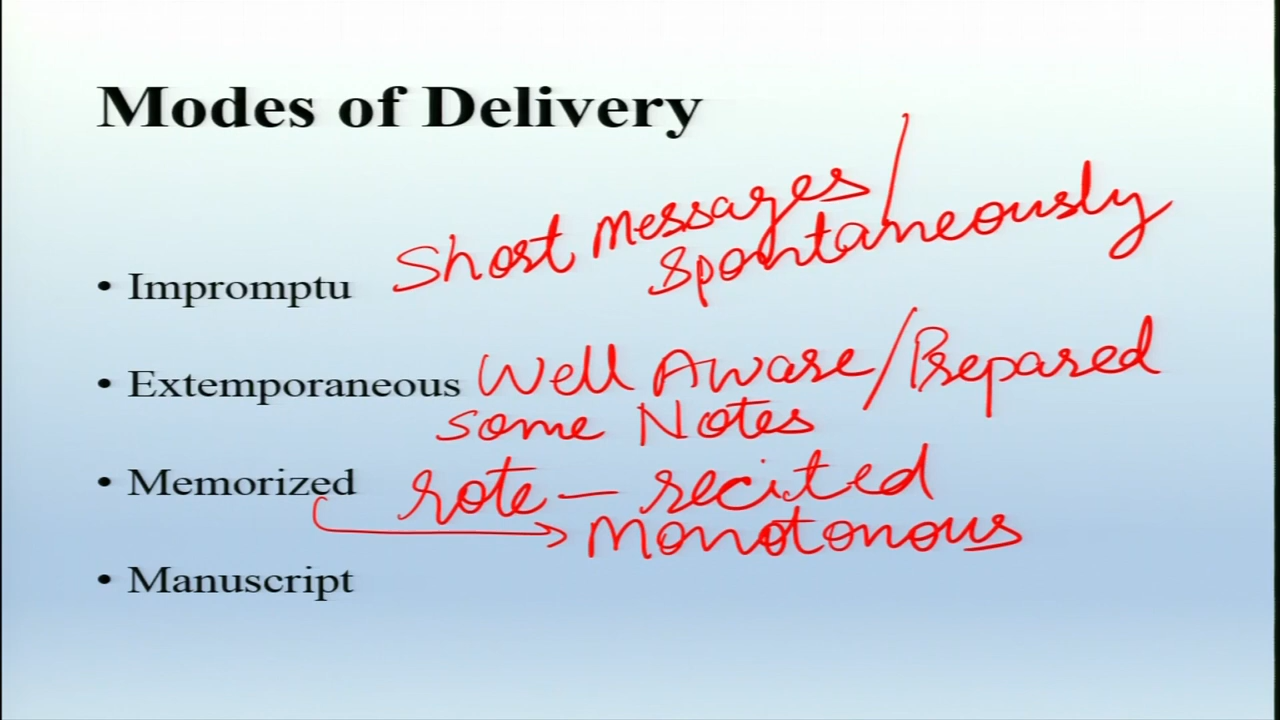 Modes of Delivery
• Impromptu Short Messages/
Spontaneously
• Extemporaneous Well Aware/Prepared
Some Notes
• Memorized rote – recited
Monotonous
• Manuscript